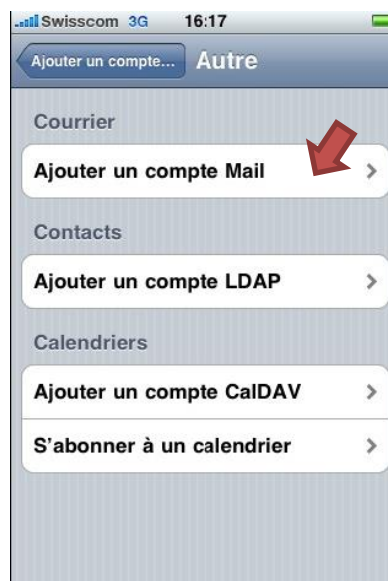 Swisscom 3G 16:17
Ajouter un compte... Autre
Courrier
Ajouter un compte Mail
Contacts
Ajouter un compte LDAP
Calendriers
Ajouter un compte CalDAV
S'abonner à un calendrier